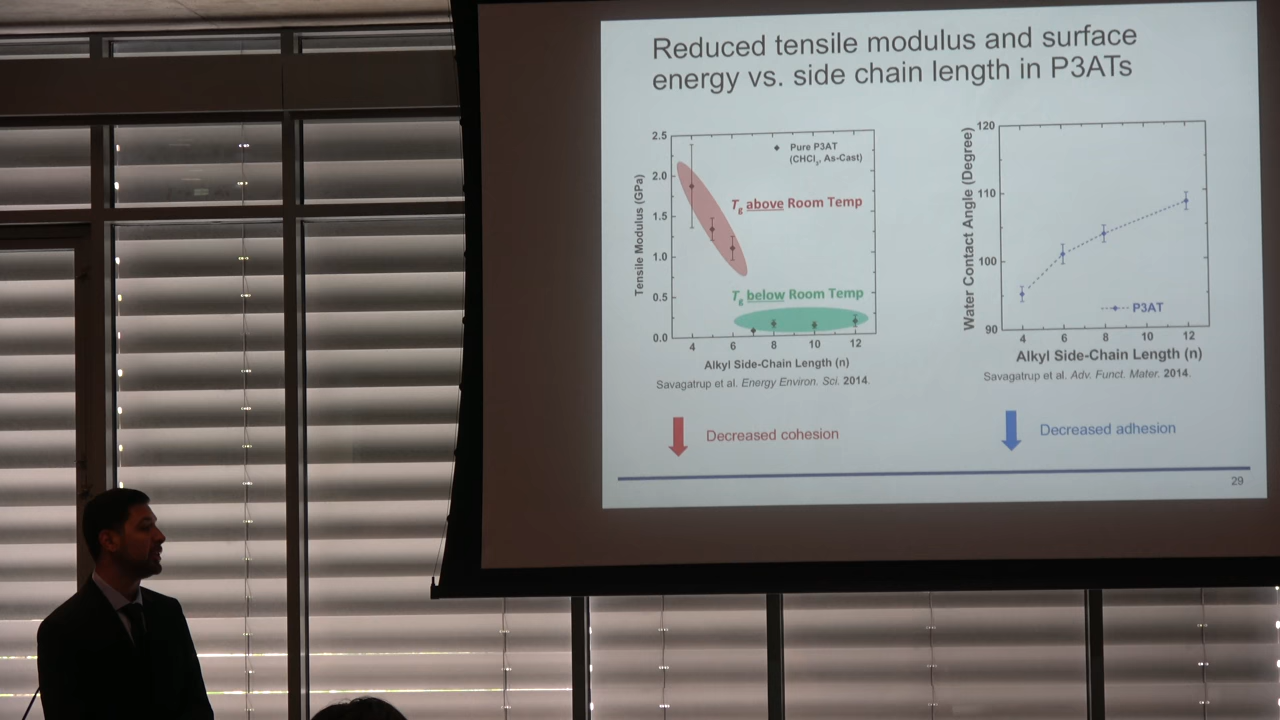 Reduced tensile modulus and surface
energy vs. side chain length in P3ATs
2.5
2.0
1.5
1.0
0.5
0.0
Tensile Modulus (GPa)
Pure P3AT
(CHCl3, As-Cast)
Tg above Room Temp
Tg below Room Temp
4 6 8 10 12
Alkyl Side-Chain Length (n)
Savagatrup et al. Energy Environ. Sci. 2014.
Decreased cohesion
120
110
100
90
Water Contact Angle (Degree)
P3AT
4 6 8 10 12
Alkyl Side-Chain Length (n)
Savagatrup et al. Adv. Funct. Mater. 2014.
Decreased adhesion
29